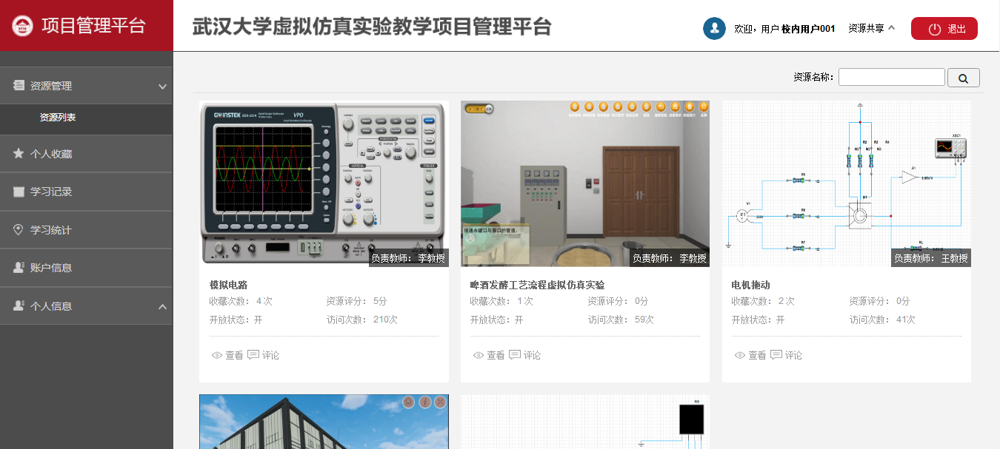 项目管理平台
武汉大学虚拟仿真实验教学项目管理平台
欢迎，用户 校内用户001
资源共享
退出
资源管理
资源列表
个人收藏
学习记录
学习统计
账户信息
个人信息
资源名称：
GWINSTEK
VPO
负责教师： 李教授
模拟电路
收藏次数： 4 次
资源评分： 5分
开放状态：开
访问次数： 210次
查看
评论
负责教师： 李教授
啤酒发酵工艺流程虚拟仿真实验
收藏次数： 1 次
资源评分： 0分
开放状态：开
访问次数： 59次
查看
评论
XSC1
A1
M1
V1
负责教师： 王教授
电机拖动
收藏次数： 2 次
资源评分： 0分
开放状态：开
访问次数： 41次
查看
评论